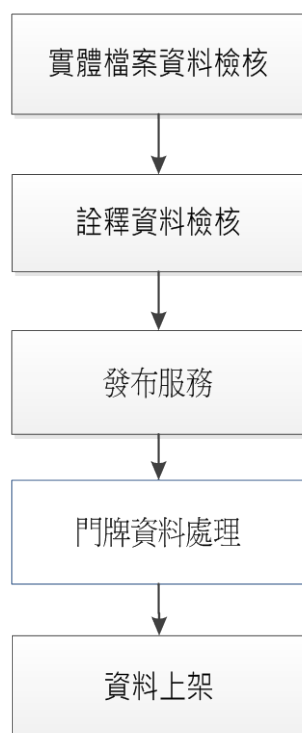 實體檔案資料檢核
詮釋資料檢核
發布服務
門牌資料處理
資料上架